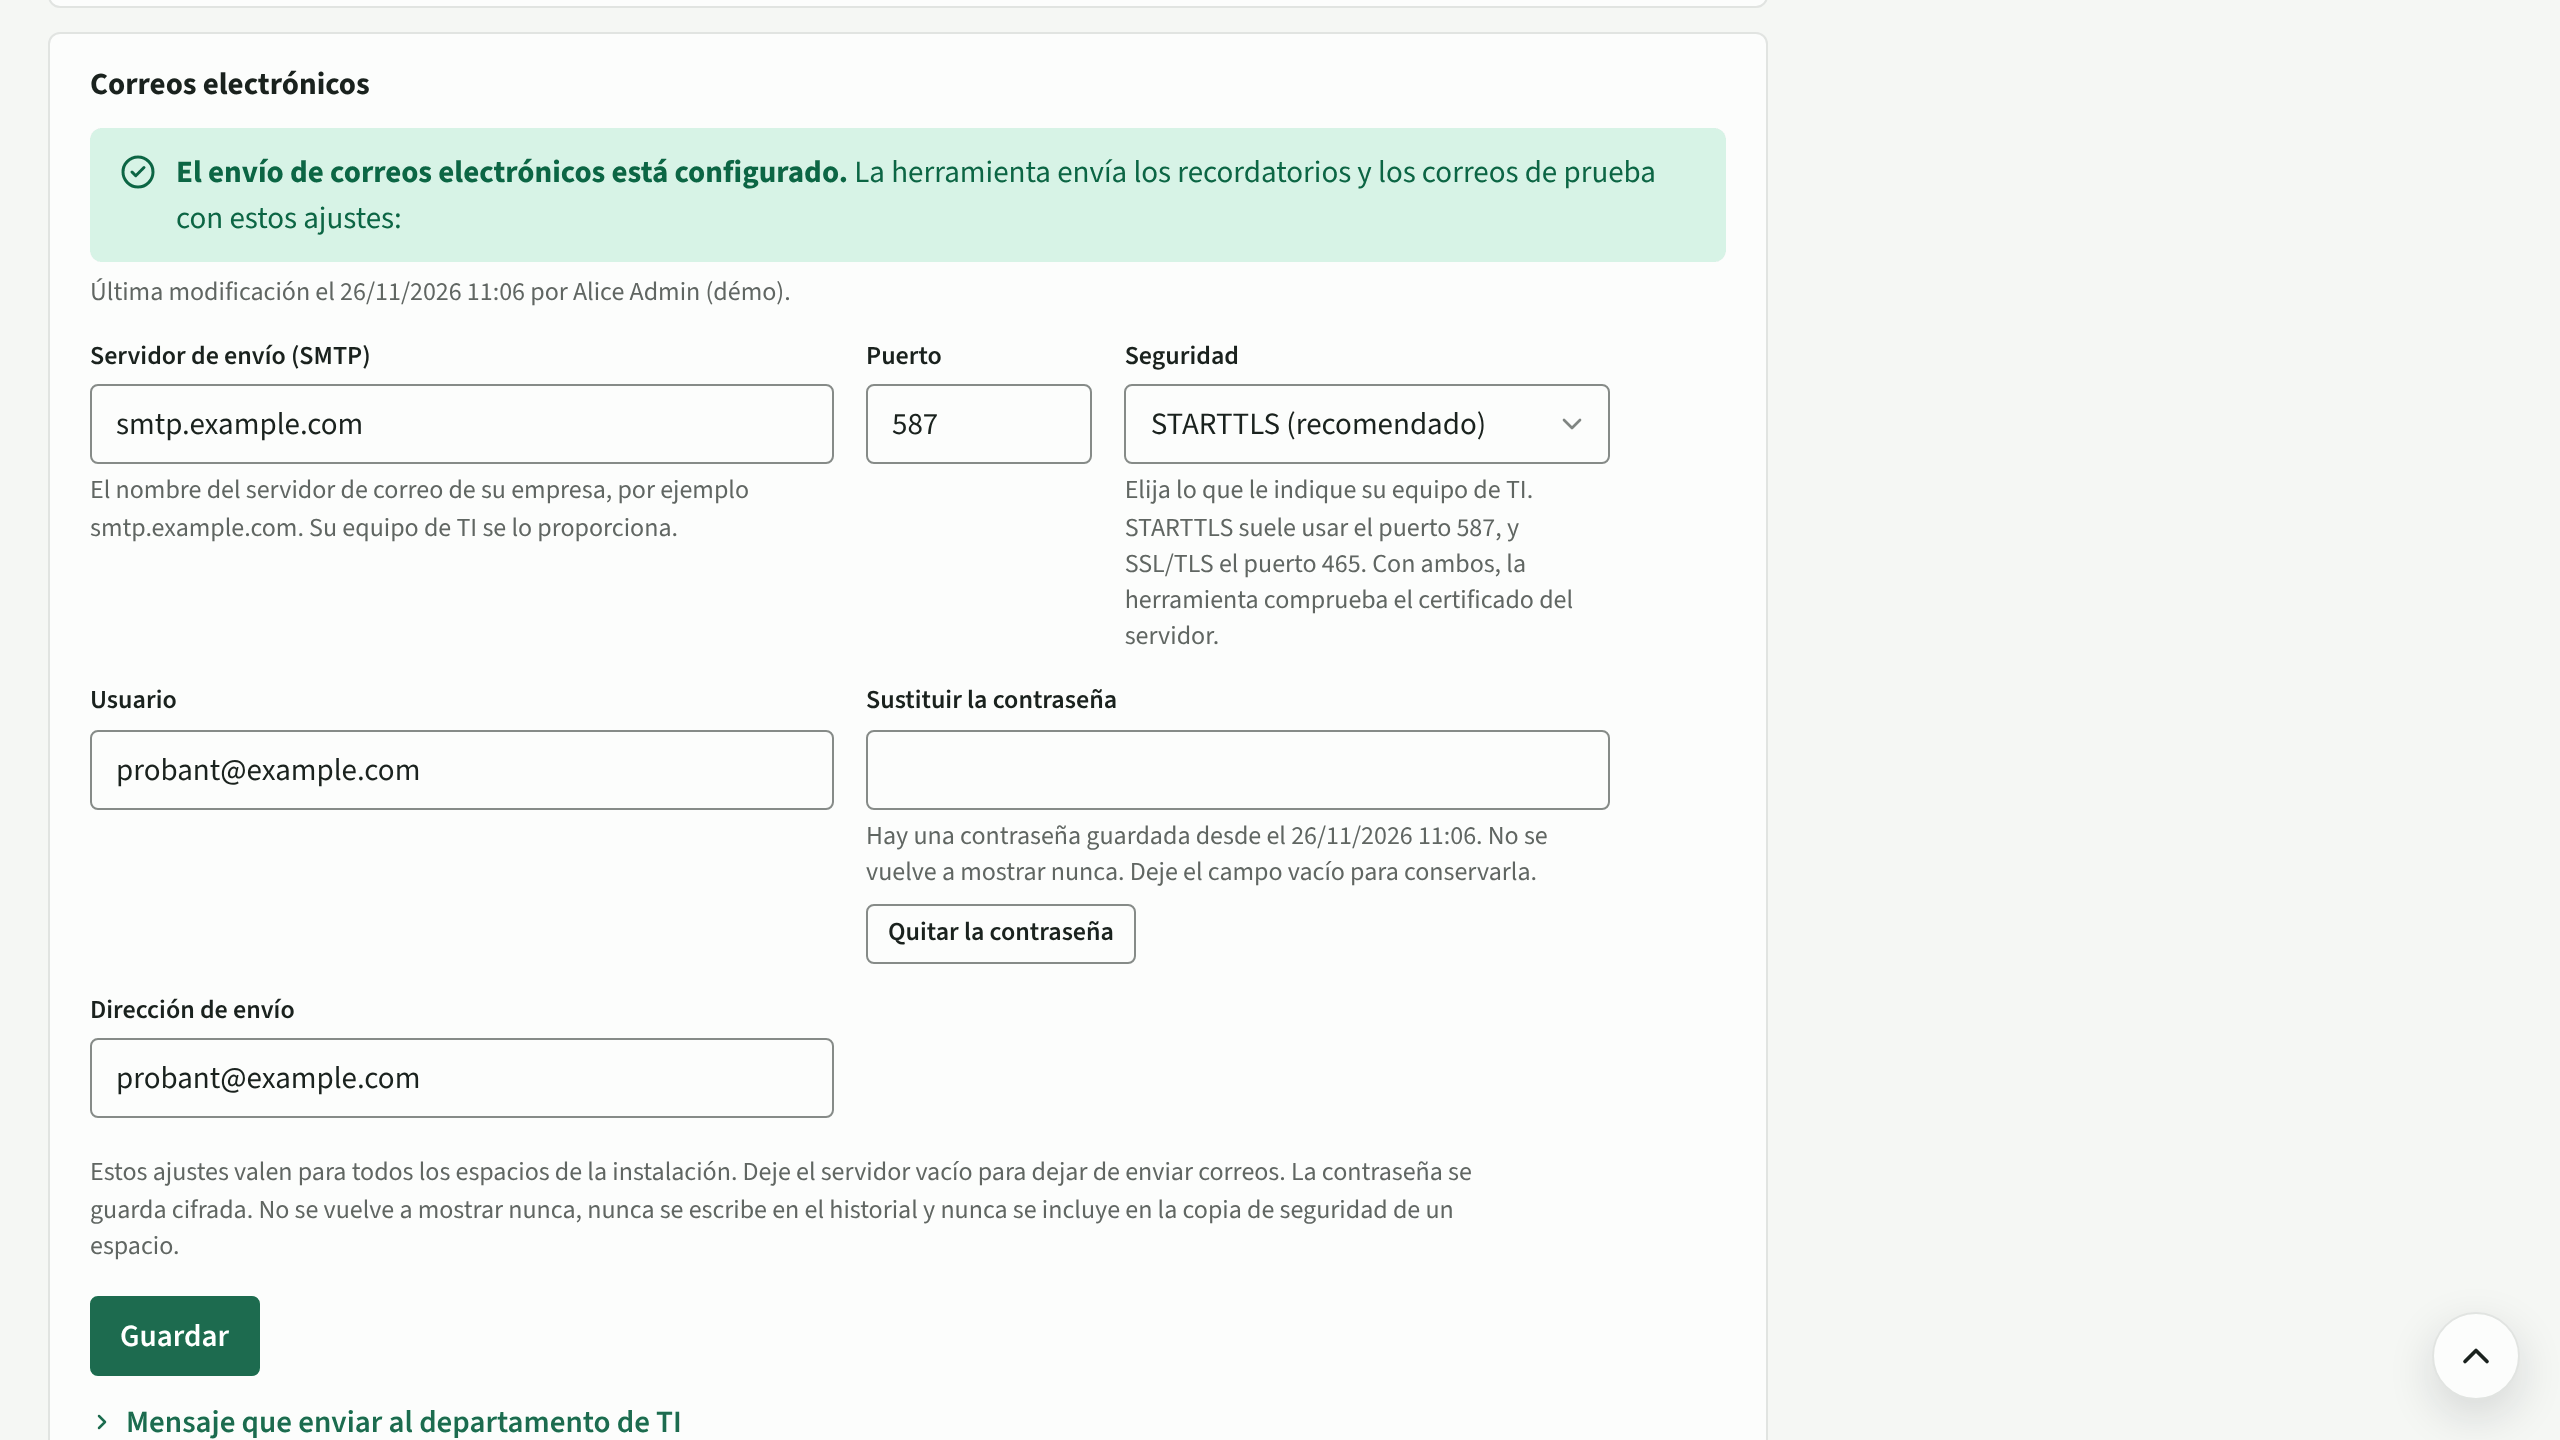 Correos electrónicos
El envío de correos electrónicos está configurado. La herramienta envía los recordatorios y los correos de prueba
con estos ajustes:
Última modificación el 26/11/2026 11:06 por Alice Admin (démo).
Servidor de envío (SMTP)
Puerto
Seguridad
smtp.example.com
587
STARTTLS (recomendado)
El nombre del servidor de correo de su empresa, por ejemplo
smtp.example.com. Su equipo de TI se lo proporciona.
Elija lo que le indique su equipo de TI.
STARTTLS suele usar el puerto 587, y
SSL/TLS el puerto 465. Con ambos, la
herramienta comprueba el certificado del
servidor.
Usuario
Sustituir la contraseña
probant@example.com
Hay una contraseña guardada desde el 26/11/2026 11:06. No se
vuelve a mostrar nunca. Deje el campo vacío para conservarla.
Quitar la contraseña
Dirección de envío
probant@example.com
Estos ajustes valen para todos los espacios de la instalación. Deje el servidor vacío para dejar de enviar correos. La contraseña se
guarda cifrada. No se vuelve a mostrar nunca, nunca se escribe en el historial y nunca se incluye en la copia de seguridad de un
espacio.
Guardar
Mensaje que enviar al departamento de TI